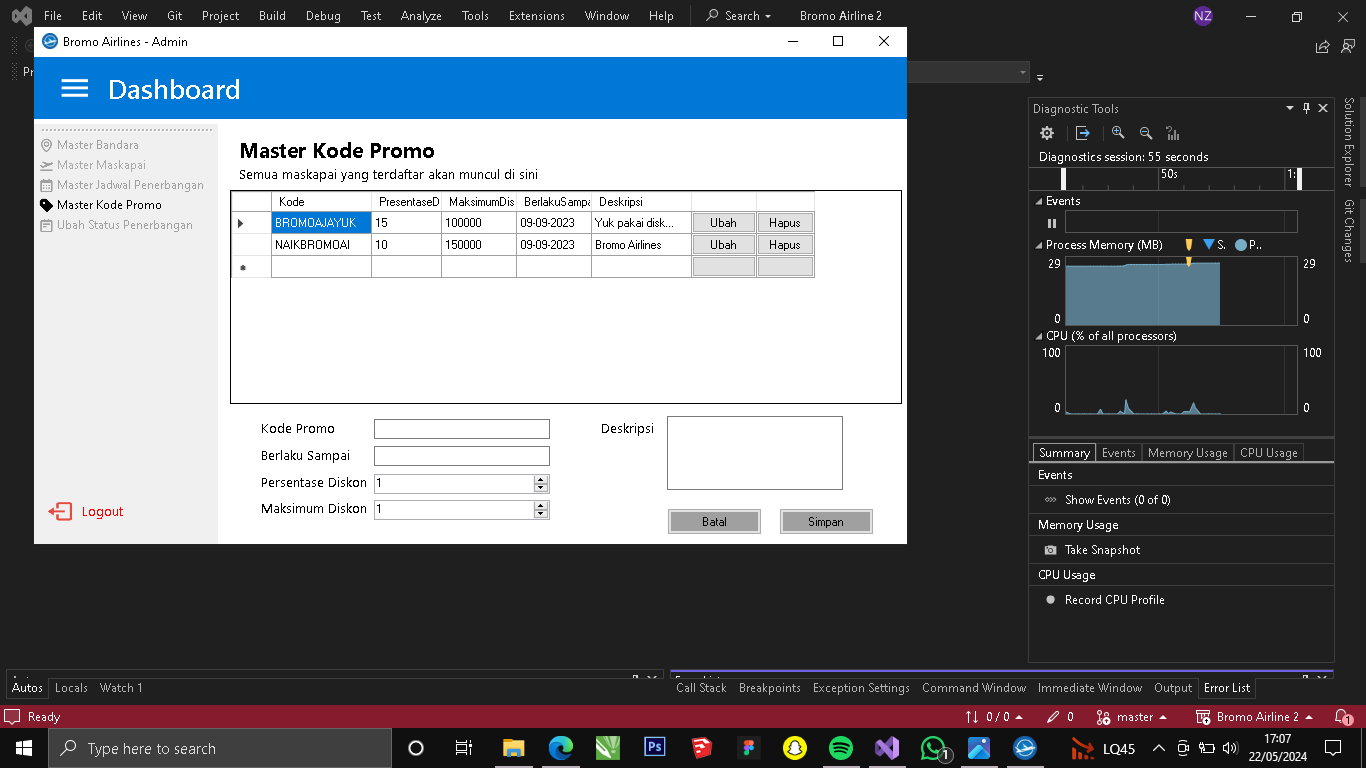 File Edit View Git Project Build Debug Test Analyze Tools Extensions Window Help Search Bromo Airline 2 NZ
Bromo Airlines - Admin
Dashboard
Master Bandara
Master Maskapai
Master Jadwal Penerbangan
Master Kode Promo
Ubah Status Penerbangan
Logout
Master Kode Promo
Semua maskapai yang terdaftar akan muncul di sini
Kode PresentaseD MaksimumDis BerlakuSampa Deskripsi
BROMOAJAYUK 15 100000 09-09-2023 Yuk pakai disk... Ubah Hapus
NAIKBROMOAI 10 150000 09-09-2023 Bromo Airlines Ubah Hapus
Kode Promo
Berlaku Sampai
Persentase Diskon 1
Maksimum Diskon 1
Deskripsi
Batal Simpan
Diagnostic Tools
Diagnostics session: 55 seconds
50s 1:
Events
Process Memory (MB) S. P..
29 29
0 0
CPU (% of all processors)
100 100
0 0
Summary Events Memory Usage CPU Usage
Events
Show Events (0 of 0)
Memory Usage
Take Snapshot
CPU Usage
Record CPU Profile
Solution Explorer
Git Changes
Autos Locals Watch 1
Call Stack Breakpoints Exception Settings Command Window Immediate Window Output Error List
Ready 0 / 0 0 master Bromo Airline 2 1
Type here to search Ps 1 LQ45 17:07
22/05/2024